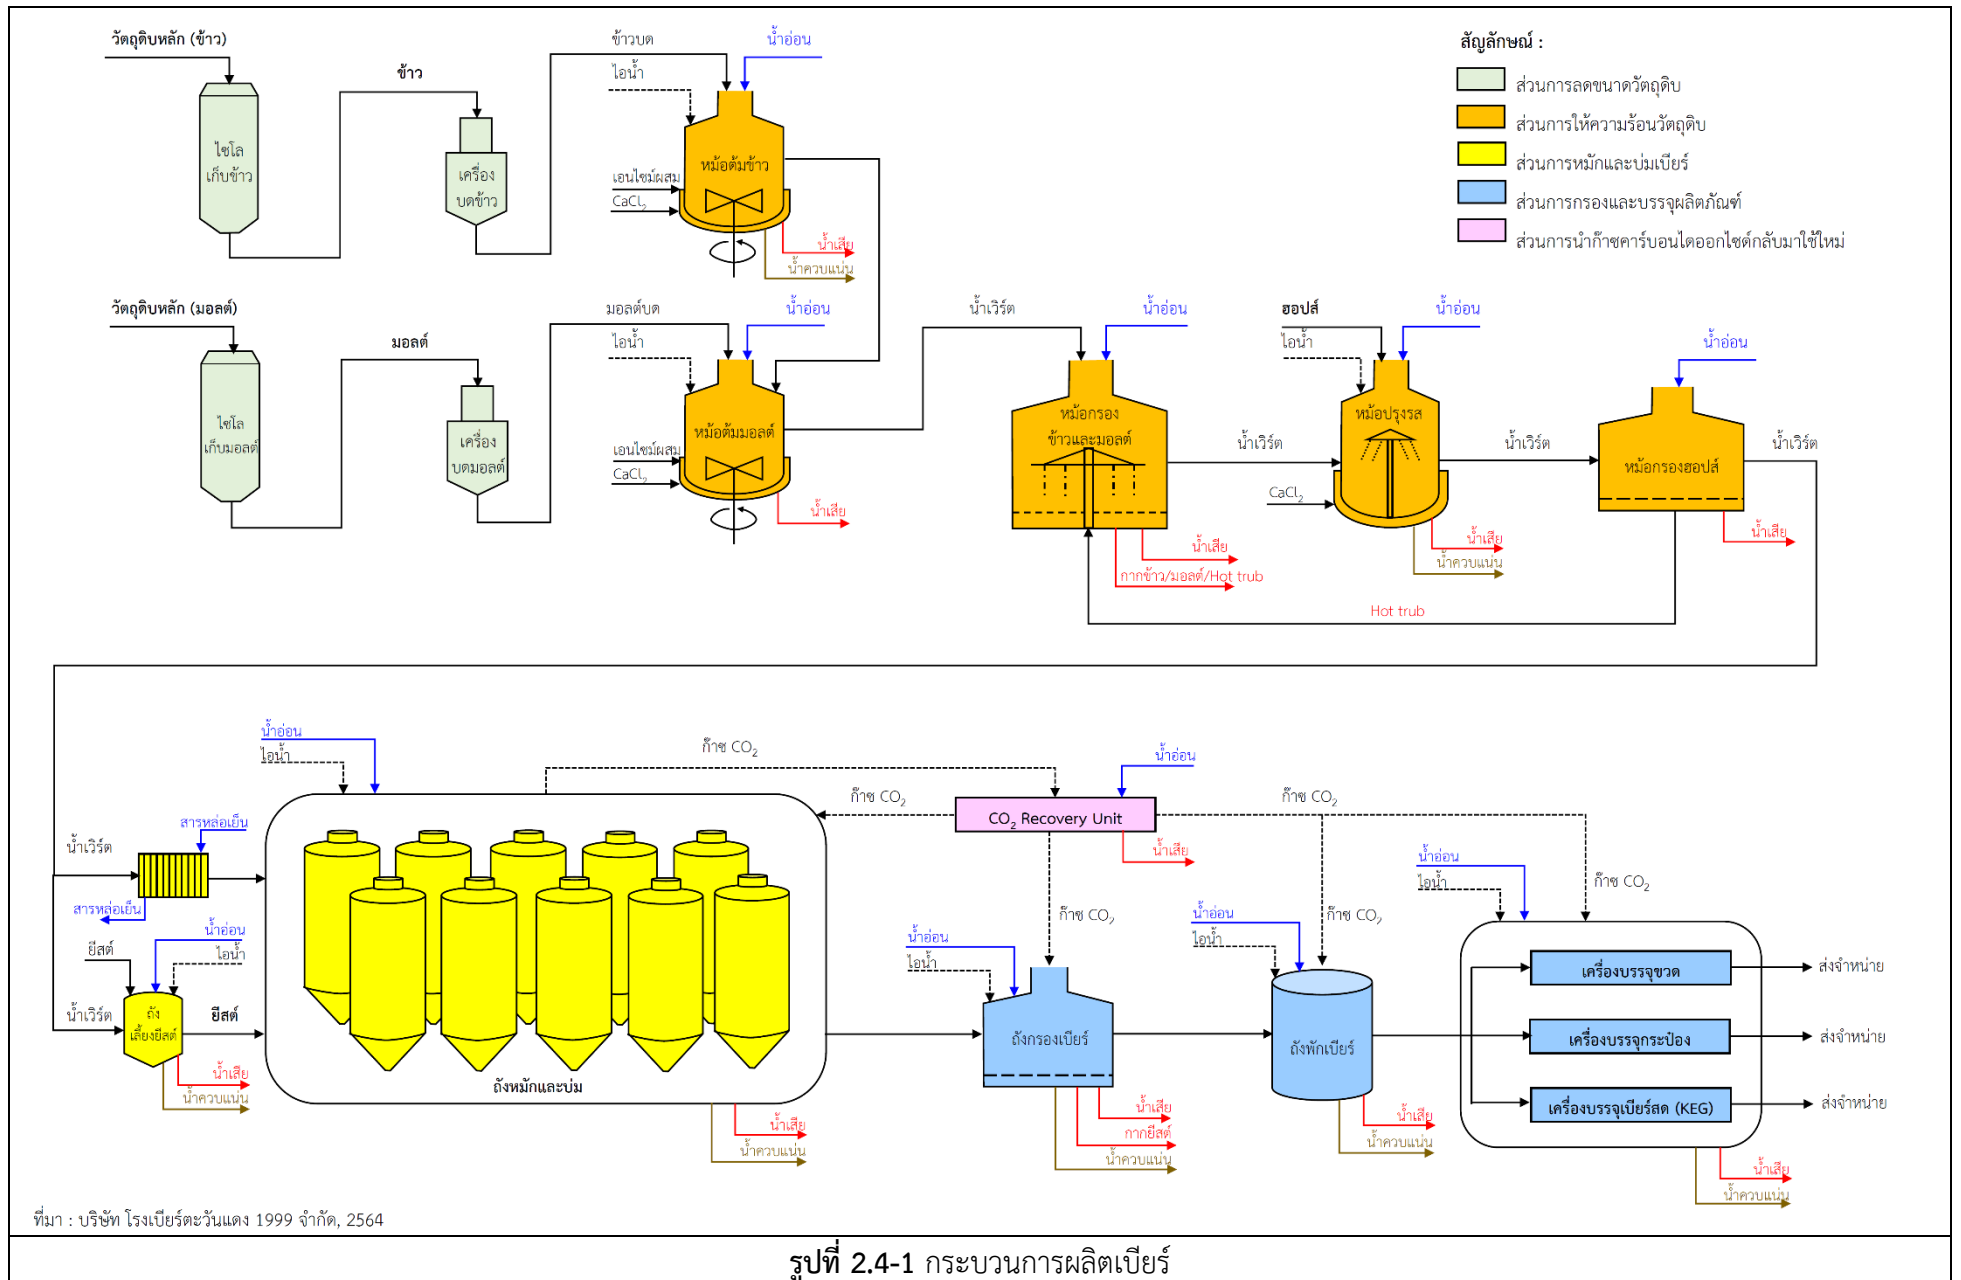 วัตถุดิบหลัก (ข้าว)
ข้าว
ข้าวบด
น้ำอ่อน
ไอน้ำ
ไซโล
เก็บข้าว
เครื่อง
บดข้าว
หม้อต้มข้าว
เอนไซม์ผสม
CaCl₂
น้ำเสีย
น้ำควบแน่น
สัญลักษณ์ :
ส่วนการลดขนาดวัตถุดิบ
ส่วนการให้ความร้อนวัตถุดิบ
ส่วนการหมักและบ่มเบียร์
ส่วนการกรองและบรรจุผลิตภัณฑ์
ส่วนการนำก๊าซคาร์บอนไดออกไซด์กลับมาใช้ใหม่
วัตถุดิบหลัก (มอลต์)
มอลต์
มอลต์บด
น้ำอ่อน
ไอน้ำ
ไซโล
เก็บมอลต์
เครื่อง
บดมอลต์
หม้อต้มมอลต์
เอนไซม์ผสม
CaCl₂
น้ำเสีย
น้ำเวิร์ต
น้ำอ่อน
หม้อกรอง
ข้าวและมอลต์
น้ำเสีย
กากข้าว/มอลต์/Hot trub
น้ำเวิร์ต
ฮอปส์
น้ำอ่อน
ไอน้ำ
หม้อปรุงรส
CaCl₂
น้ำเสีย
น้ำควบแน่น
น้ำเวิร์ต
น้ำอ่อน
หม้อกรองฮอปส์
น้ำเวิร์ต
น้ำเสีย
Hot trub
น้ำอ่อน
ไอน้ำ
ก๊าซ CO₂
น้ำอ่อน
ก๊าซ CO₂
CO₂ Recovery Unit
ก๊าซ CO₂
น้ำเสีย
สารหล่อเย็น
น้ำเวิร์ต
สารหล่อเย็น
ยีสต์
น้ำอ่อน
ไอน้ำ
น้ำเวิร์ต
ถัง
เลี้ยงยีสต์
ยีสต์
น้ำเสีย
น้ำควบแน่น
ถังหมักและบ่ม
น้ำเสีย
น้ำควบแน่น
ก๊าซ CO₂
น้ำอ่อน
ไอน้ำ
ถังกรองเบียร์
น้ำเสีย
กากยีสต์
น้ำควบแน่น
ก๊าซ CO₂
น้ำอ่อน
ไอน้ำ
ถังพักเบียร์
น้ำเสีย
น้ำควบแน่น
น้ำอ่อน
ไอน้ำ
ก๊าซ CO₂
เครื่องบรรจุขวด
ส่งจำหน่าย
เครื่องบรรจุกระป๋อง
ส่งจำหน่าย
เครื่องบรรจุเบียร์สด (KEG)
ส่งจำหน่าย
น้ำเสีย
น้ำควบแน่น
ที่มา : บริษัท โรงเบียร์ตะวันแดง 1999 จำกัด, 2564
รูปที่ 2.4-1 กระบวนการผลิตเบียร์